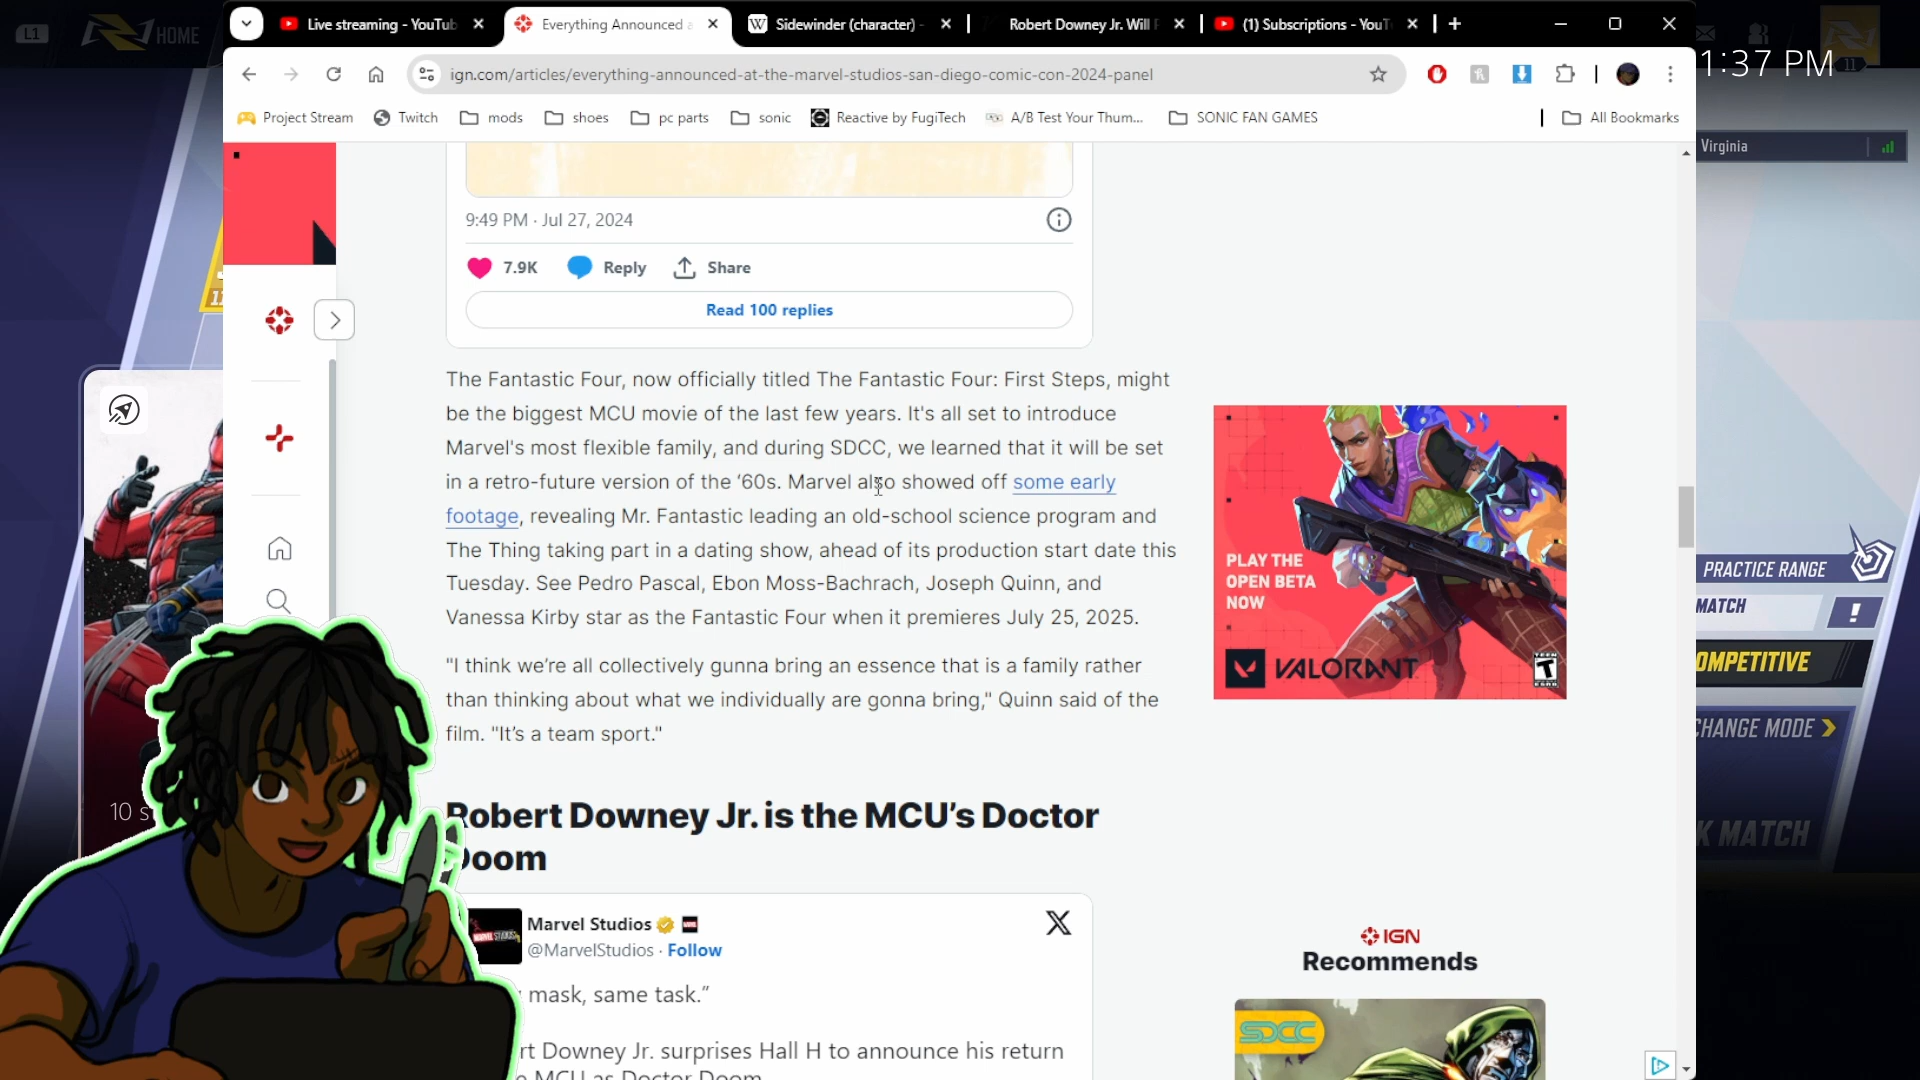 L1
HOME
Live streaming - YouTub
Everything Announced a
Sidewinder (character) -
Robert Downey Jr. Will
(1) Subscriptions - YouT
11
1:37 PM
ign.com/articles/everything-announced-at-the-marvel-studios-san-diego-comic-con-2024-panel
Project Stream
Twitch
mods
shoes
pc parts
sonic
Reactive by FugiTech
A/B Test Your Thum...
SONIC FAN GAMES
All Bookmarks
Virginia
9:49 PM · Jul 27, 2024
7.9K
Reply
Share
Read 100 replies
The Fantastic Four, now officially titled The Fantastic Four: First Steps, might
be the biggest MCU movie of the last few years. It's all set to introduce
Marvel's most flexible family, and during SDCC, we learned that it will be set
in a retro-future version of the ‘60s. Marvel also showed off some early
footage, revealing Mr. Fantastic leading an old-school science program and
The Thing taking part in a dating show, ahead of its production start date this
Tuesday. See Pedro Pascal, Ebon Moss-Bachrach, Joseph Quinn, and
Vanessa Kirby star as the Fantastic Four when it premieres July 25, 2025.
"I think we’re all collectively gunna bring an essence that is a family rather
than thinking about what we individually are gonna bring," Quinn said of the
film. "It’s a team sport."
PLAY THE
OPEN BETA
NOW
VALORANT
PRACTICE RANGE
MATCH
OMPETITIVE
CHANGE MODE
K MATCH
10 s
Robert Downey Jr. is the MCU’s Doctor
Doom
Marvel Studios
@MarvelStudios · Follow
mask, same task.”
rt Downey Jr. surprises Hall H to announce his return
MCU as Doctor Doom
IGN
Recommends
SDCC